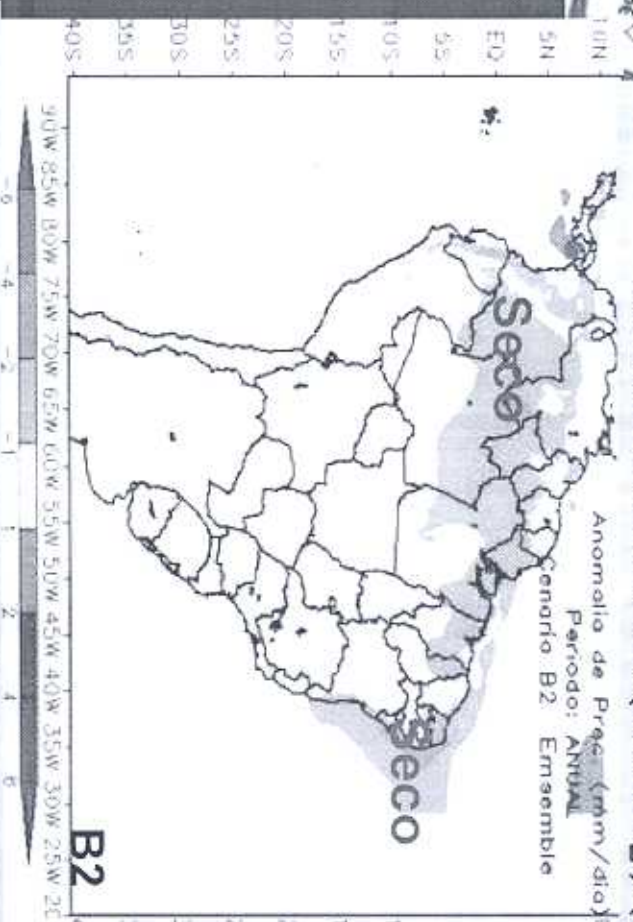 Anomalia de Prec. (mm/dia)
Periodo: ANUAL
Cenario B2 Emsemble
10N
5N
EQ
5S
10S
15S
20S
25S
30S
35S
40S
Seco
seco
90W 85W 80W 75W 70W 65W 60W 55W 50W 45W 40W 35W 30W 25W 20
B2
-6 -4 -2 -1 1 2 4 6